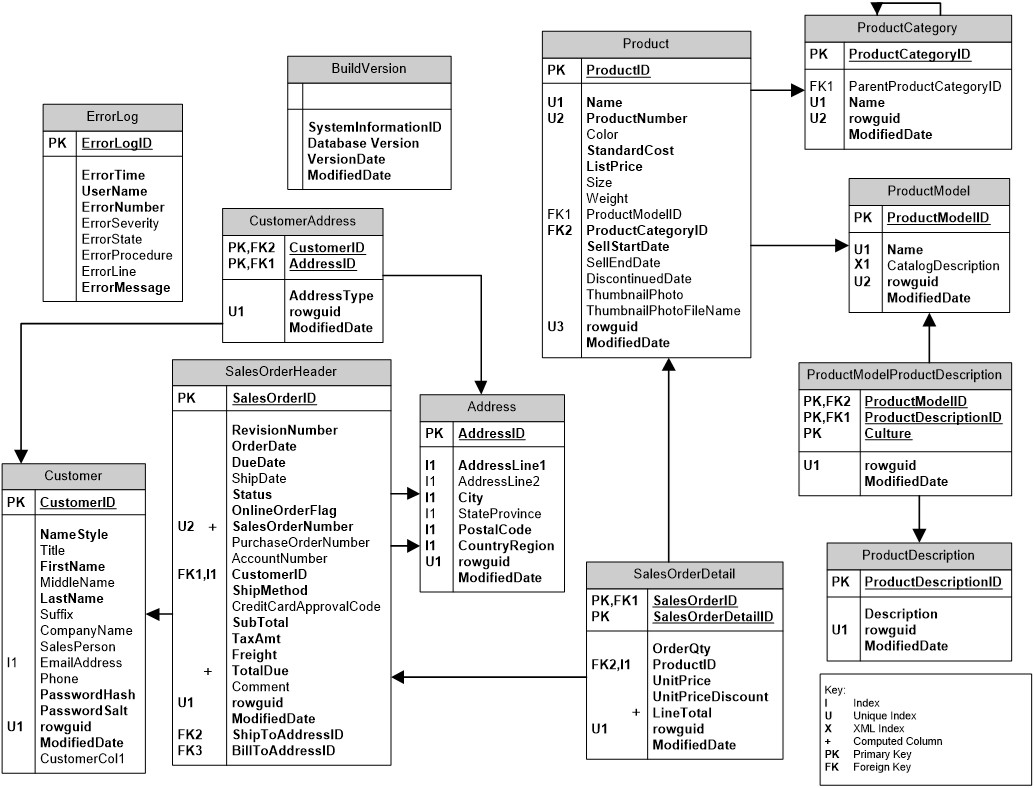 BuildVersion
SystemInformationID
Database Version
VersionDate
ModifiedDate
ErrorLog
PK ErrorLogID
ErrorTime
UserName
ErrorNumber
ErrorSeverity
ErrorState
ErrorProcedure
ErrorLine
ErrorMessage
CustomerAddress
PK,FK2 CustomerID
PK,FK1 AddressID
AddressType
U1 rowguid
ModifiedDate
Product
PK ProductID
U1 Name
U2 ProductNumber
Color
StandardCost
ListPrice
Size
Weight
FK1 ProductModelID
FK2 ProductCategoryID
SellStartDate
SellEndDate
DiscontinuedDate
ThumbnailPhoto
ThumbnailPhotoFileName
U3 rowguid
ModifiedDate
ProductCategory
PK ProductCategoryID
FK1 ParentProductCategoryID
U1 Name
U2 rowguid
ModifiedDate
ProductModel
PK ProductModelID
U1 Name
X1 CatalogDescription
U2 rowguid
ModifiedDate
ProductModelProductDescription
PK,FK2 ProductModelID
PK,FK1 ProductDescriptionID
PK Culture
U1 rowguid
ModifiedDate
ProductDescription
PK ProductDescriptionID
Description
U1 rowguid
ModifiedDate
Customer
PK CustomerID
NameStyle
Title
FirstName
MiddleName
LastName
Suffix
CompanyName
SalesPerson
I1 EmailAddress
Phone
PasswordHash
PasswordSalt
U1 rowguid
ModifiedDate
CustomerCol1
SalesOrderHeader
PK SalesOrderID
RevisionNumber
OrderDate
DueDate
ShipDate
Status
OnlineOrderFlag
U2 + SalesOrderNumber
PurchaseOrderNumber
AccountNumber
FK1,I1 CustomerID
ShipMethod
CreditCardApprovalCode
SubTotal
TaxAmt
Freight
+ TotalDue
Comment
U1 rowguid
ModifiedDate
FK2 ShipToAddressID
FK3 BillToAddressID
Address
PK AddressID
I1 AddressLine1
I1 AddressLine2
I1 City
I1 StateProvince
I1 PostalCode
I1 CountryRegion
U1 rowguid
ModifiedDate
SalesOrderDetail
PK,FK1 SalesOrderID
PK SalesOrderDetailID
OrderQty
FK2,I1 ProductID
UnitPrice
UnitPriceDiscount
+ LineTotal
U1 rowguid
ModifiedDate
Key:
I Index
U Unique Index
X XML Index
+ Computed Column
PK Primary Key
FK Foreign Key